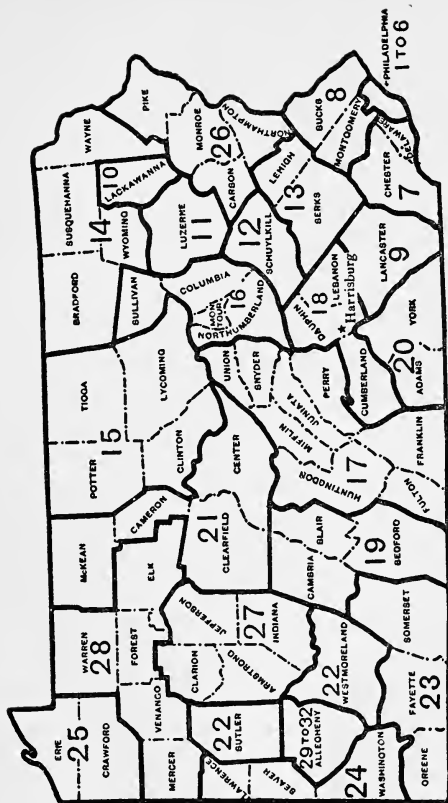 ERIE
25
CRAWFORD
WARREN
28
McKEAN
POTTER
15
TIOGA
BRADFORD
SUSQUEHANNA
14
WYOMING
WAYNE
PIKE
10
LACKAWANNA
SULLIVAN
FOREST
ELK
CAMERON
CLINTON
LYCOMING
VENANGO
MERCER
LUZERNE
11
MONROE
26
CARBON
NORTHAMPTON
COLUMBIA
MONTOUR
16
NORTHUMBERLAND
CLARION
JEFFERSON
27
INDIANA
ARMSTRONG
21
CLEARFIELD
CENTER
UNION
SNYDER
12
SCHUYLKILL
LEHIGH
13
BERKS
22
BUTLER
LAWRENCE
BEAVER
29 TO 32
ALLEGHENY
22
WESTMORELAND
CAMBRIA
BLAIR
19
BEDFORD
HUNTINGDON
17
MIFFLIN
JUNIATA
PERRY
DAUPHIN
18
LEBANON
Harrisburg
CUMBERLAND
BUCKS
8
MONTGOMERY
PHILADELPHIA
1 TO 6
DELAWARE
CHESTER
7
LANCASTER
9
YORK
20
ADAMS
FRANKLIN
FULTON
SOMERSET
FAYETTE
23
GREENE
24
WASHINGTON